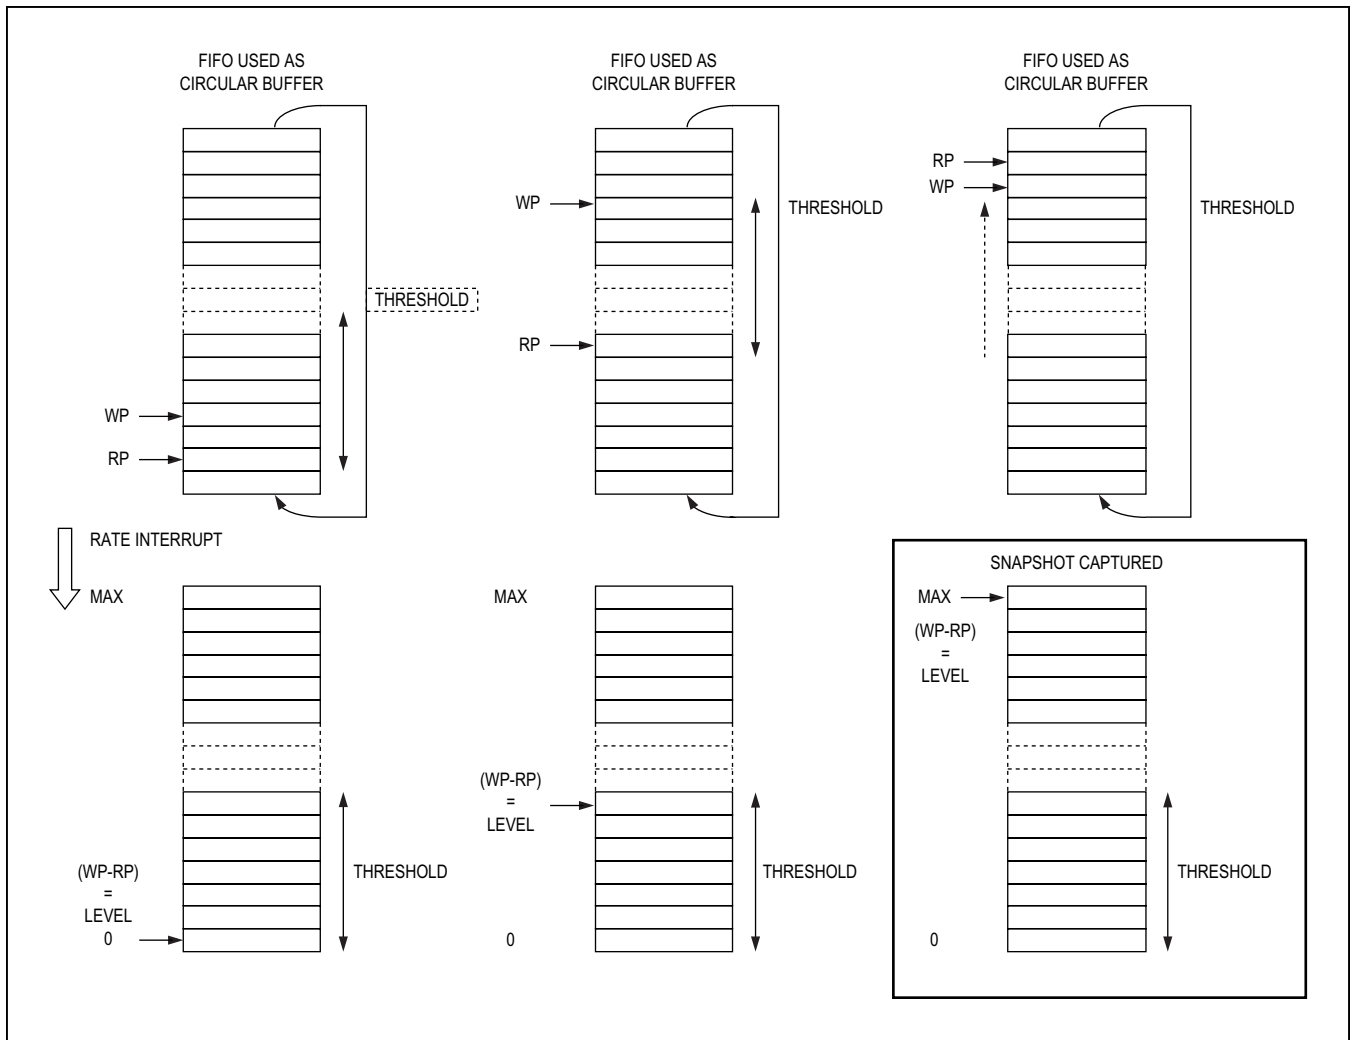 FIFO USED AS
CIRCULAR BUFFER
FIFO USED AS
CIRCULAR BUFFER
FIFO USED AS
CIRCULAR BUFFER
RP
WP
WP
THRESHOLD
THRESHOLD
THRESHOLD
RP
WP
RP
RATE INTERRUPT
MAX
MAX
SNAPSHOT CAPTURED
MAX
(WP-RP)
=
LEVEL
(WP-RP)
=
LEVEL
THRESHOLD
THRESHOLD
THRESHOLD
(WP-RP)
=
LEVEL
0
0
0